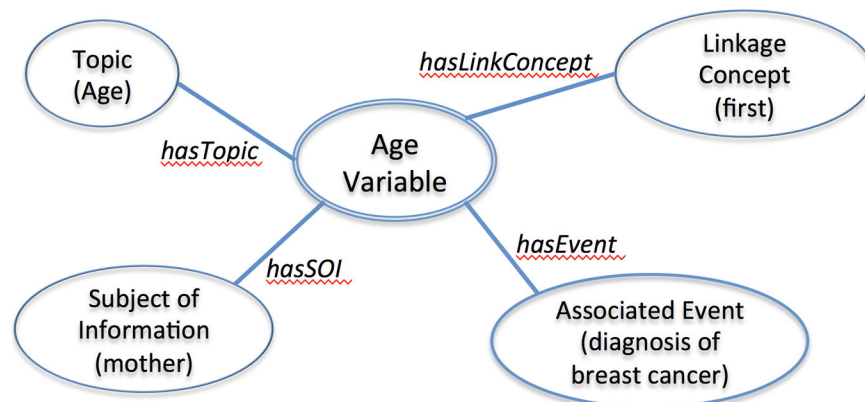 Topic
(Age)
hasLinkConcept
Linkage
Concept
(first)
hasTopic
Age
Variable
hasSOI
hasEvent
Subject of
Information
(mother)
Associated Event
(diagnosis of
breast cancer)